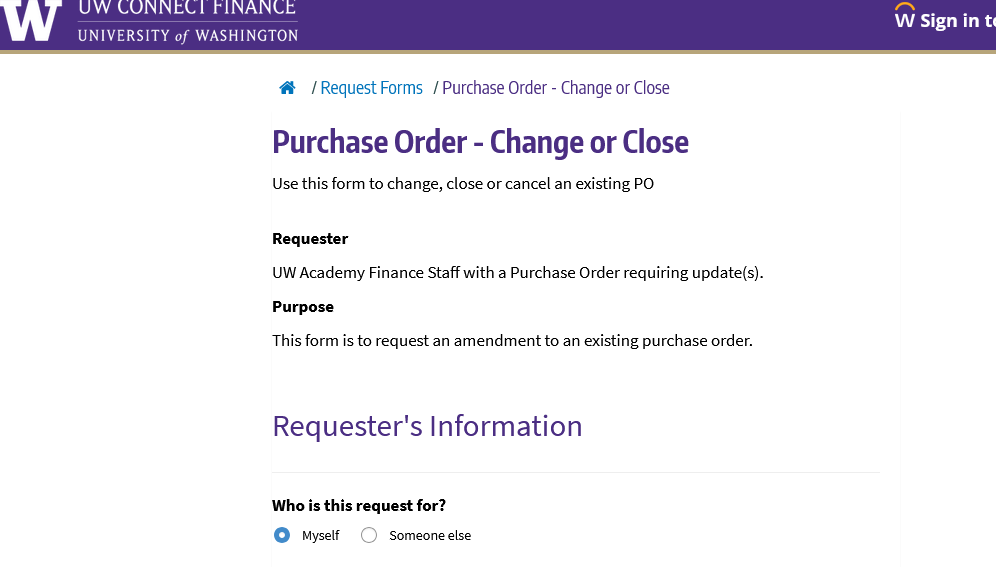 W
UW CONNECT FINANCE
UNIVERSITY of WASHINGTON
W Sign in t
/ Request Forms / Purchase Order - Change or Close
Purchase Order - Change or Close
Use this form to change, close or cancel an existing PO
Requester
UW Academy Finance Staff with a Purchase Order requiring update(s).
Purpose
This form is to request an amendment to an existing purchase order.
Requester's Information
Who is this request for?
Myself Someone else